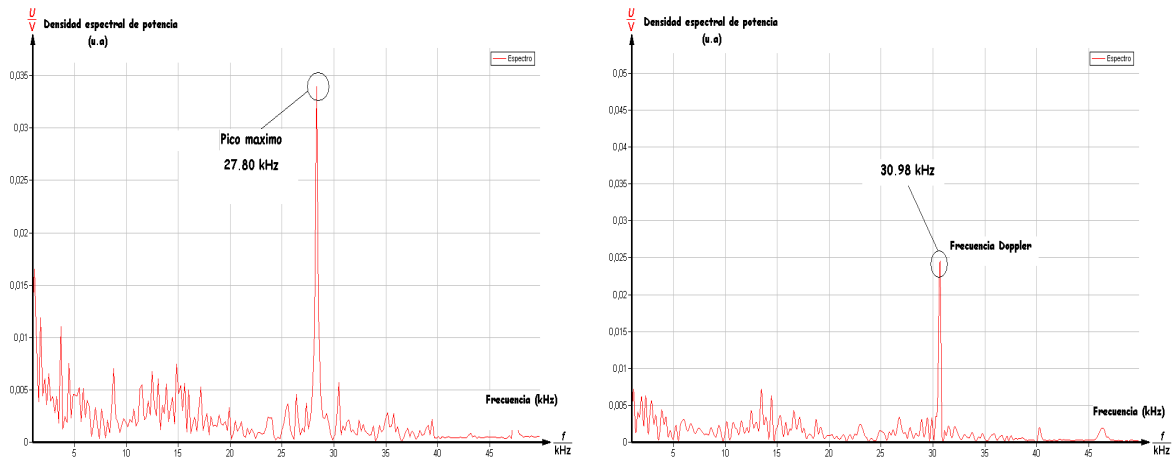 U
V
Densidad espectral de potencia
(u.a)
Espectro
0,035
0,03
0,025
0,02
0,015
0,01
0,005
0
Pico maximo
27.80 kHz
Frecuencia (kHz)
5
10
15
20
25
30
35
40
45
f
kHz
U
V
Densidad espectral de potencia
(u.a)
Espectro
0,05
0,045
0,04
0,035
0,03
0,025
0,02
0,015
0,01
0,005
0
30.98 kHz
Frecuencia Doppler
Frecuencia (kHz)
5
10
15
20
25
30
35
40
45
f
kHz